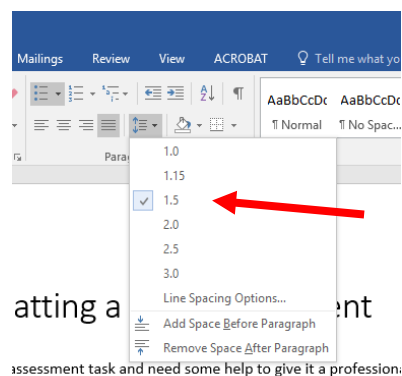 Mailings Review View ACROBAT Tell me what yo
AaBbCcDc AaBbCcDc
¶ Normal ¶ No Spac...
Para
1.0
1.15
1.5
2.0
2.5
3.0
Line Spacing Options...
Add Space Before Paragraph
Remove Space After Paragraph
atting a ent
assessment task and need some help to give it a professiona